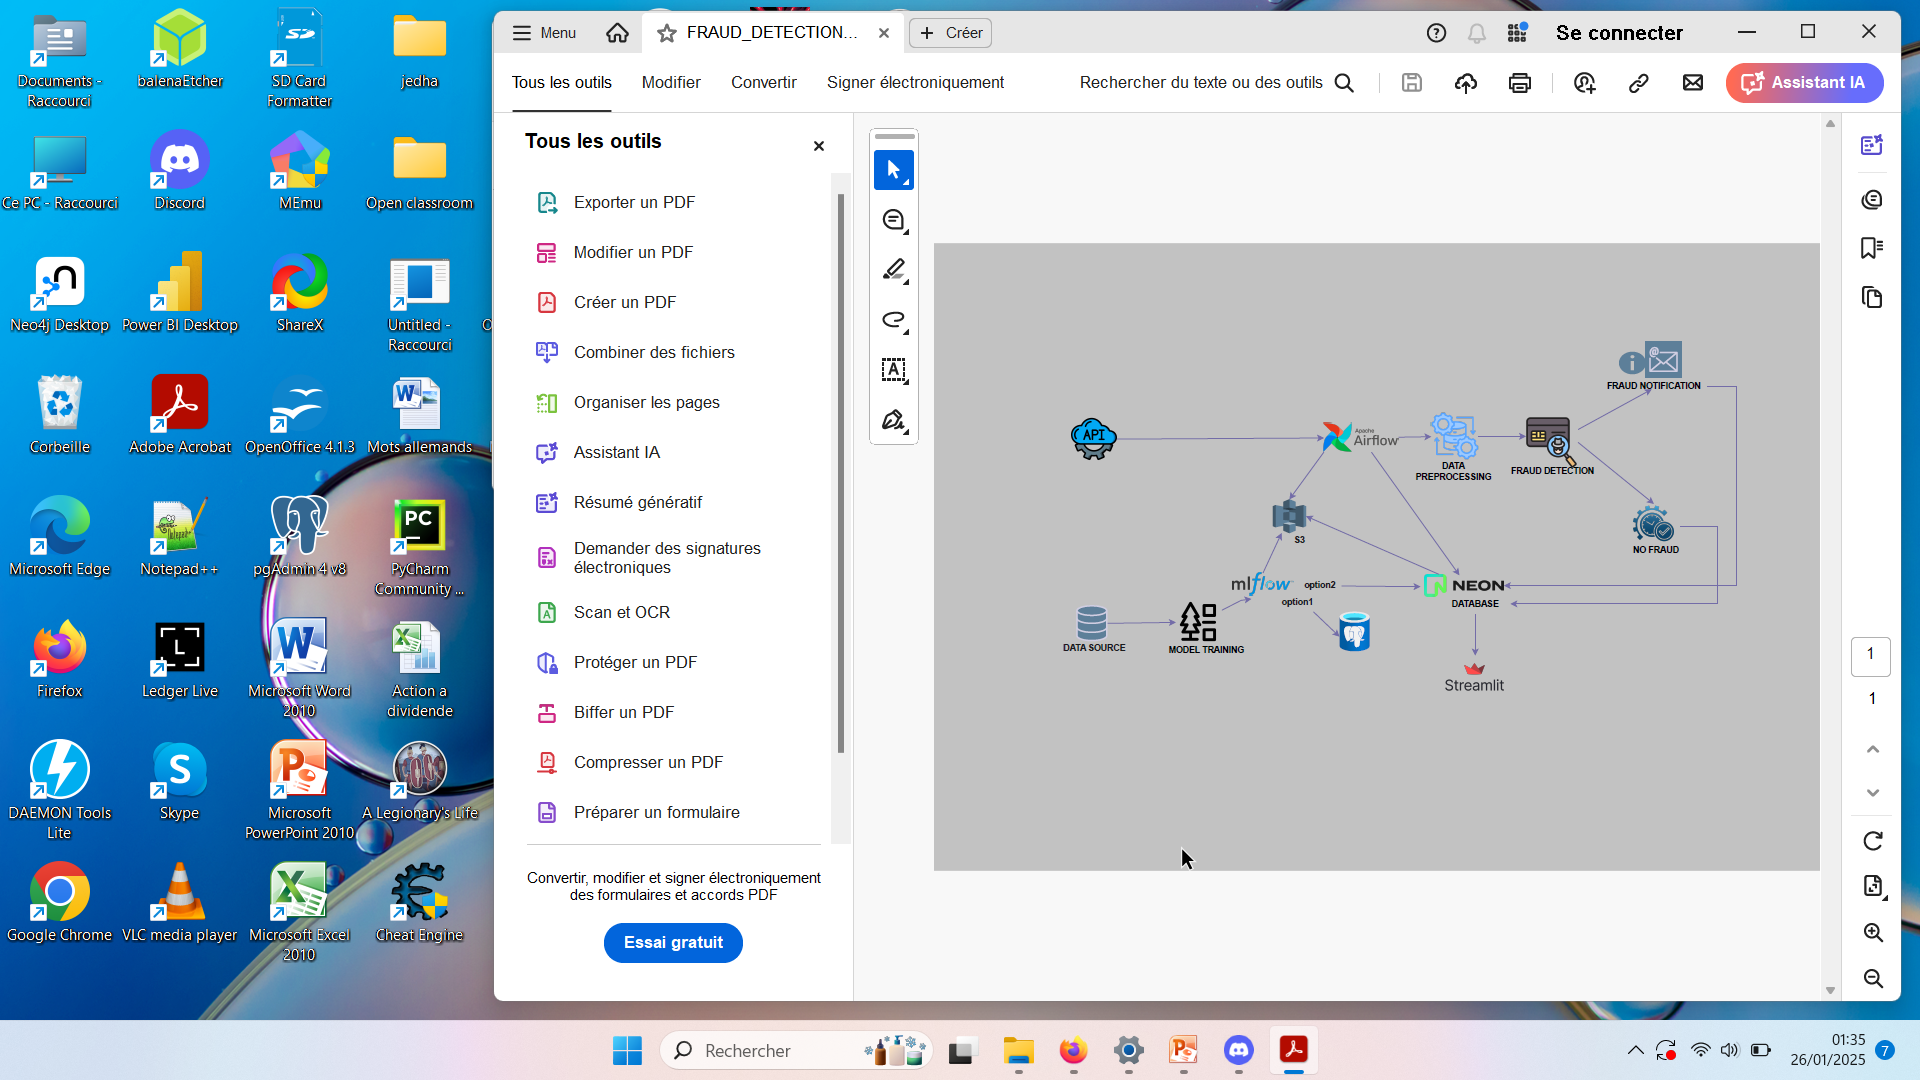 Documents -
Raccourci
balenaEtcher
SD Card
Formatter
jedha
Ce PC - Raccourci
Discord
MEmu
Open classroom
Neo4j Desktop
Power BI Desktop
ShareX
Untitled -
Raccourci
Corbeille
Adobe Acrobat
OpenOffice 4.1.3
Mots allemands
Microsoft Edge
Notepad++
pgAdmin 4 v8
PyCharm
Community ...
Firefox
Ledger Live
Microsoft Word
2010
Action a
dividende
DAEMON Tools
Lite
Skype
Microsoft
PowerPoint 2010
A Legionary's Life
Google Chrome
VLC media player
Microsoft Excel
2010
Cheat Engine
Menu
FRAUD_DETECTION...
Créer
Se connecter
Tous les outils
Modifier
Convertir
Signer électroniquement
Rechercher du texte ou des outils
Assistant IA
Tous les outils
Exporter un PDF
Modifier un PDF
Créer un PDF
Combiner des fichiers
Organiser les pages
Assistant IA
Résumé génératif
Demander des signatures
électroniques
Scan et OCR
Protéger un PDF
Biffer un PDF
Compresser un PDF
Préparer un formulaire
Convertir, modifier et signer électroniquement
des formulaires et accords PDF
Essai gratuit
FRAUD NOTIFICATION
API
Apache
Airflow
DATA
PREPROCESSING
FRAUD DETECTION
S3
NO FRAUD
mlflow
option2
option1
NEON
DATABASE
DATA SOURCE
MODEL TRAINING
Streamlit
1
1
Rechercher
01:35
26/01/2025
7